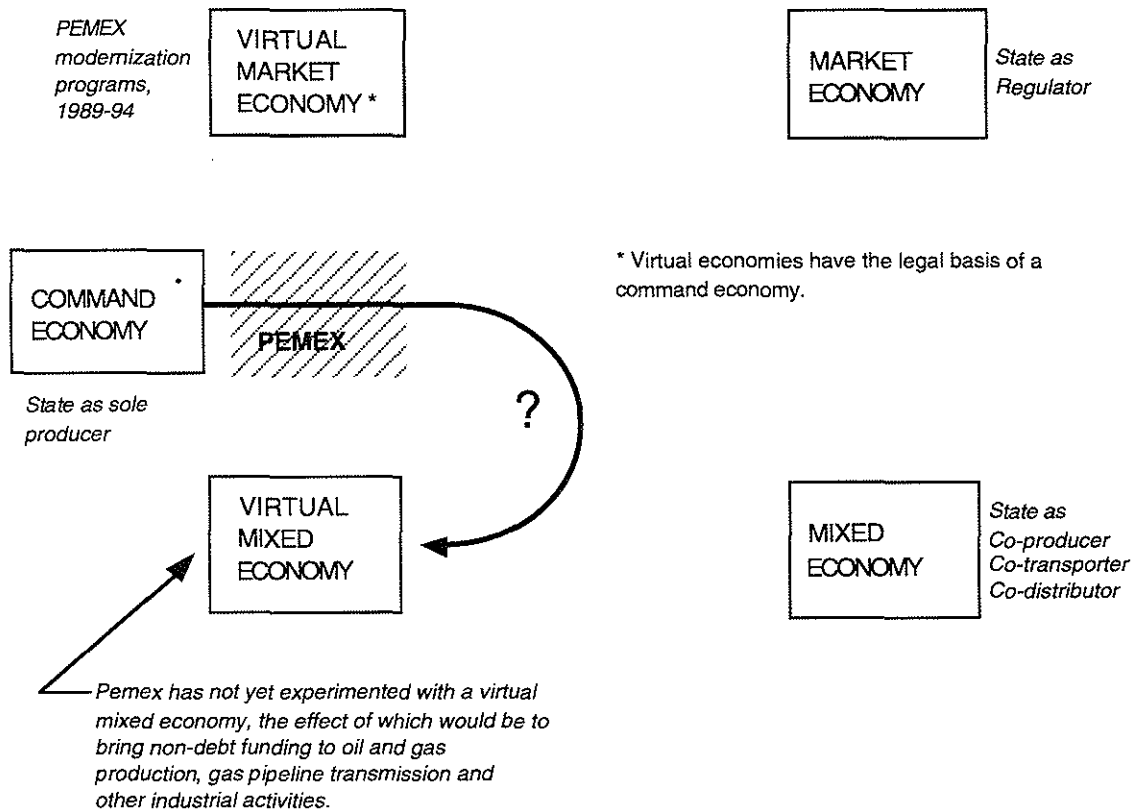 PEMEX
modernization
programs,
1989-94
VIRTUAL
MARKET
ECONOMY *
MARKET
ECONOMY
State as
Regulator
* Virtual economies have the legal basis of a
command economy.
COMMAND
ECONOMY
PEMEX
State as sole
producer
?
VIRTUAL
MIXED
ECONOMY
MIXED
ECONOMY
State as
Co-producer
Co-transporter
Co-distributor
Pemex has not yet experimented with a virtual
mixed economy, the effect of which would be to
bring non-debt funding to oil and gas
production, gas pipeline transmission and
other industrial activities.